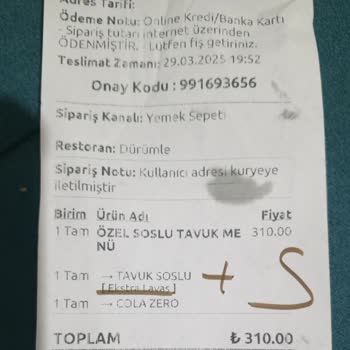 Adres Tarifi:
Ödeme Notu: Online Kredi/Banka Kartı
- Sipariş tutarı internet üzerinden
ÖDENMİŞTİR. - Lütfen fiş getiriniz.
Teslimat Zamanı: 29.03.2025 19:52
Onay Kodu : 991693656
Sipariş Kanalı: Yemek Sepeti
Restoran: Dürümle
Sipariş Notu: Kullanıcı adresi kuryeye
iletilmiştir
Birim Ürün Adı Fiyat
1 Tam ÖZEL SOSLU TAVUK ME 310.00
NÜ
1 Tam → TAVUK SOSLU + S
[ Ekstra Lavaş ]
1 Tam → COLA ZERO
TOPLAM ₺ 310.00